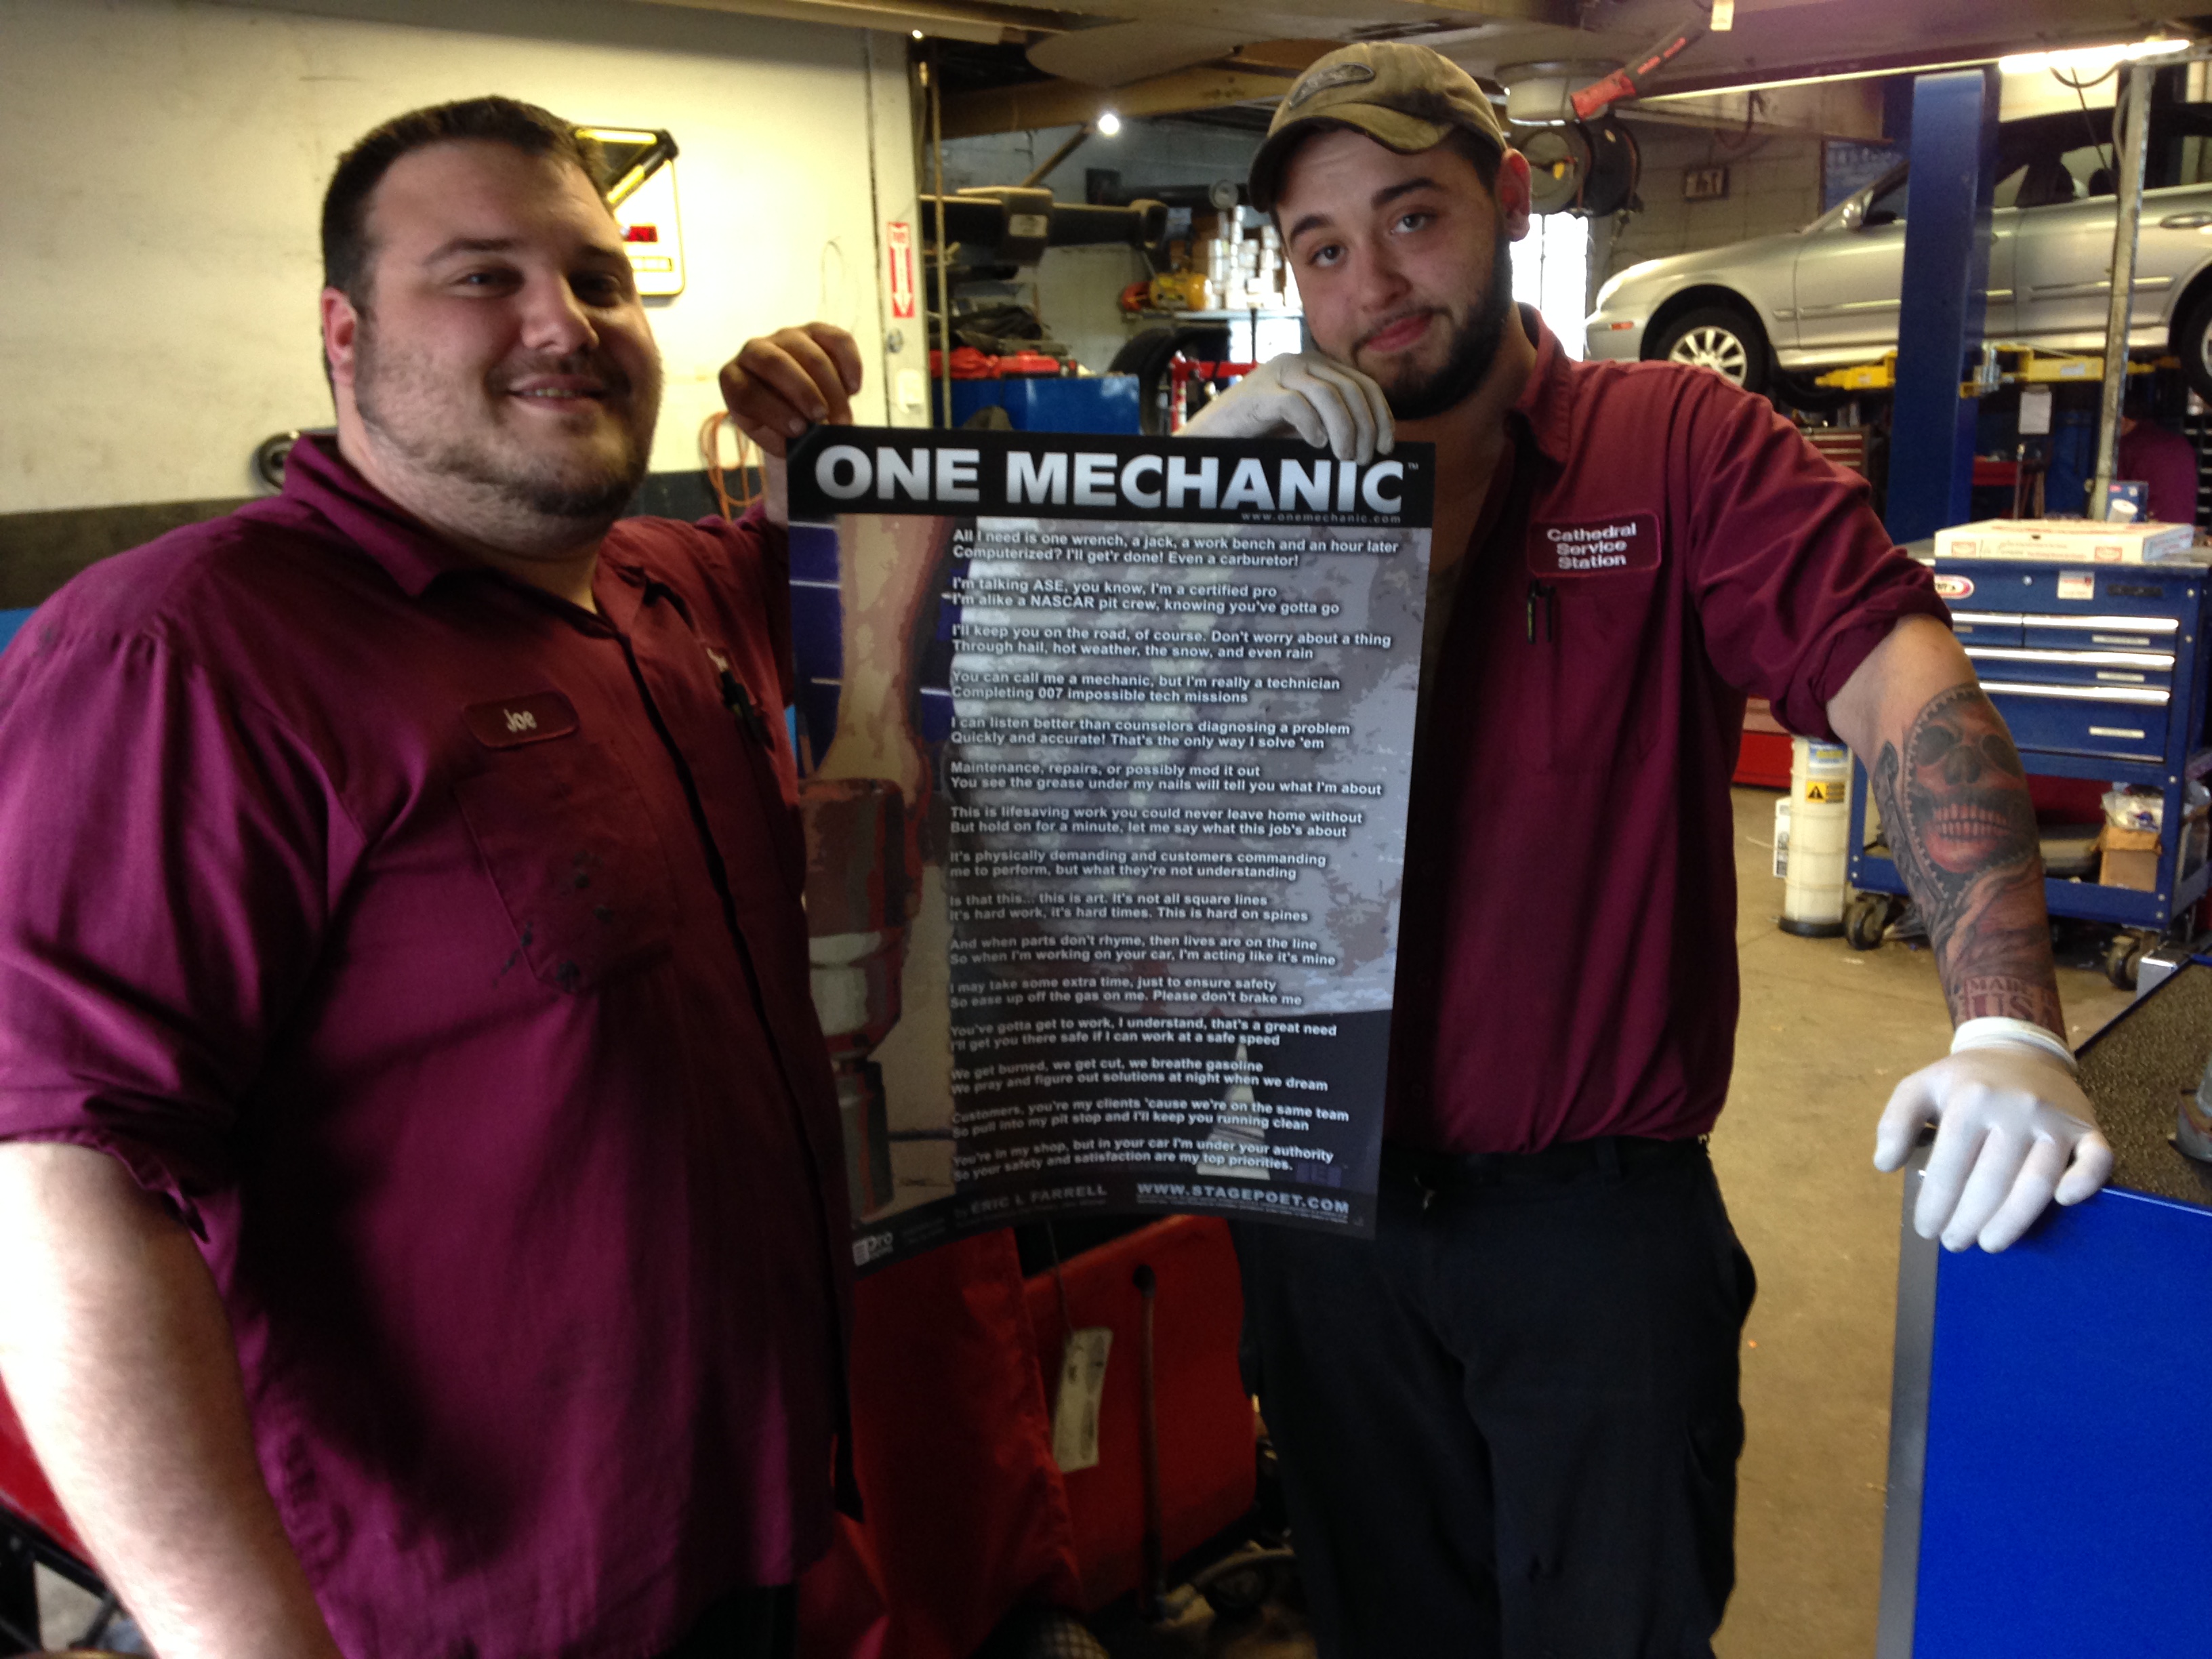 ONE MECHANIC™
www.onemechanic.com
All I need is one wrench, a jack, a work bench and an hour later
Computerized? I'll get'r done! Even a carburetor!
I'm talking ASE, you know, I'm a certified pro
I'm alike a NASCAR pit crew, knowing you've gotta go
I'll keep you on the road, of course. Don't worry about a thing
Through hail, hot weather, the snow, and even rain
You can call me a mechanic, but I'm really a technician
Completing 007 impossible tech missions
I can listen better than counselors diagnosing a problem
Quickly and accurate! That's the only way I solve 'em
Maintenance, repairs, or possibly mod it out
You see the grease under my nails will tell you what I'm about
This is lifesaving work you could never leave home without
But hold on for a minute, let me say what this job's about
It's physically demanding and customers commanding
me to perform, but what they're not understanding
Is that this... this is art. It's not all square lines
It's hard work, it's hard times. This is hard on spines
And when parts don't rhyme, then lives are on the line
So when I'm working on your car, I'm acting like it's mine
I may take some extra time, just to ensure safety
So ease up off the gas on me. Please don't brake me
You've gotta get to work, I understand, that's a great need
I'll get you there safe if I can work at a safe speed
We get burned, we get cut, we breathe gasoline
We pray and figure out solutions at night when we dream
Customers, you're my clients 'cause we're on the same team
So pull into my pit stop and I'll keep you running clean
You're in my shop, but in your car I'm under your authority
So your safety and satisfaction are my top priorities.
by ERIC L FARRELL
WWW.STAGEPOET.COM
pro
Joe
Cathedral
Service
Station
MADE
USA